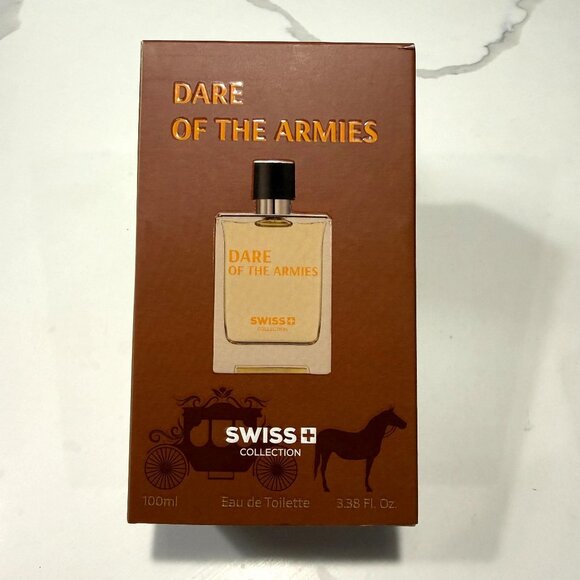 DARE
OF THE ARMIES
DARE
OF THE ARMIES
SWISS
COLLECTION
SWISS
COLLECTION
100ml Eau de Toilette 3.38 Fl. Oz.